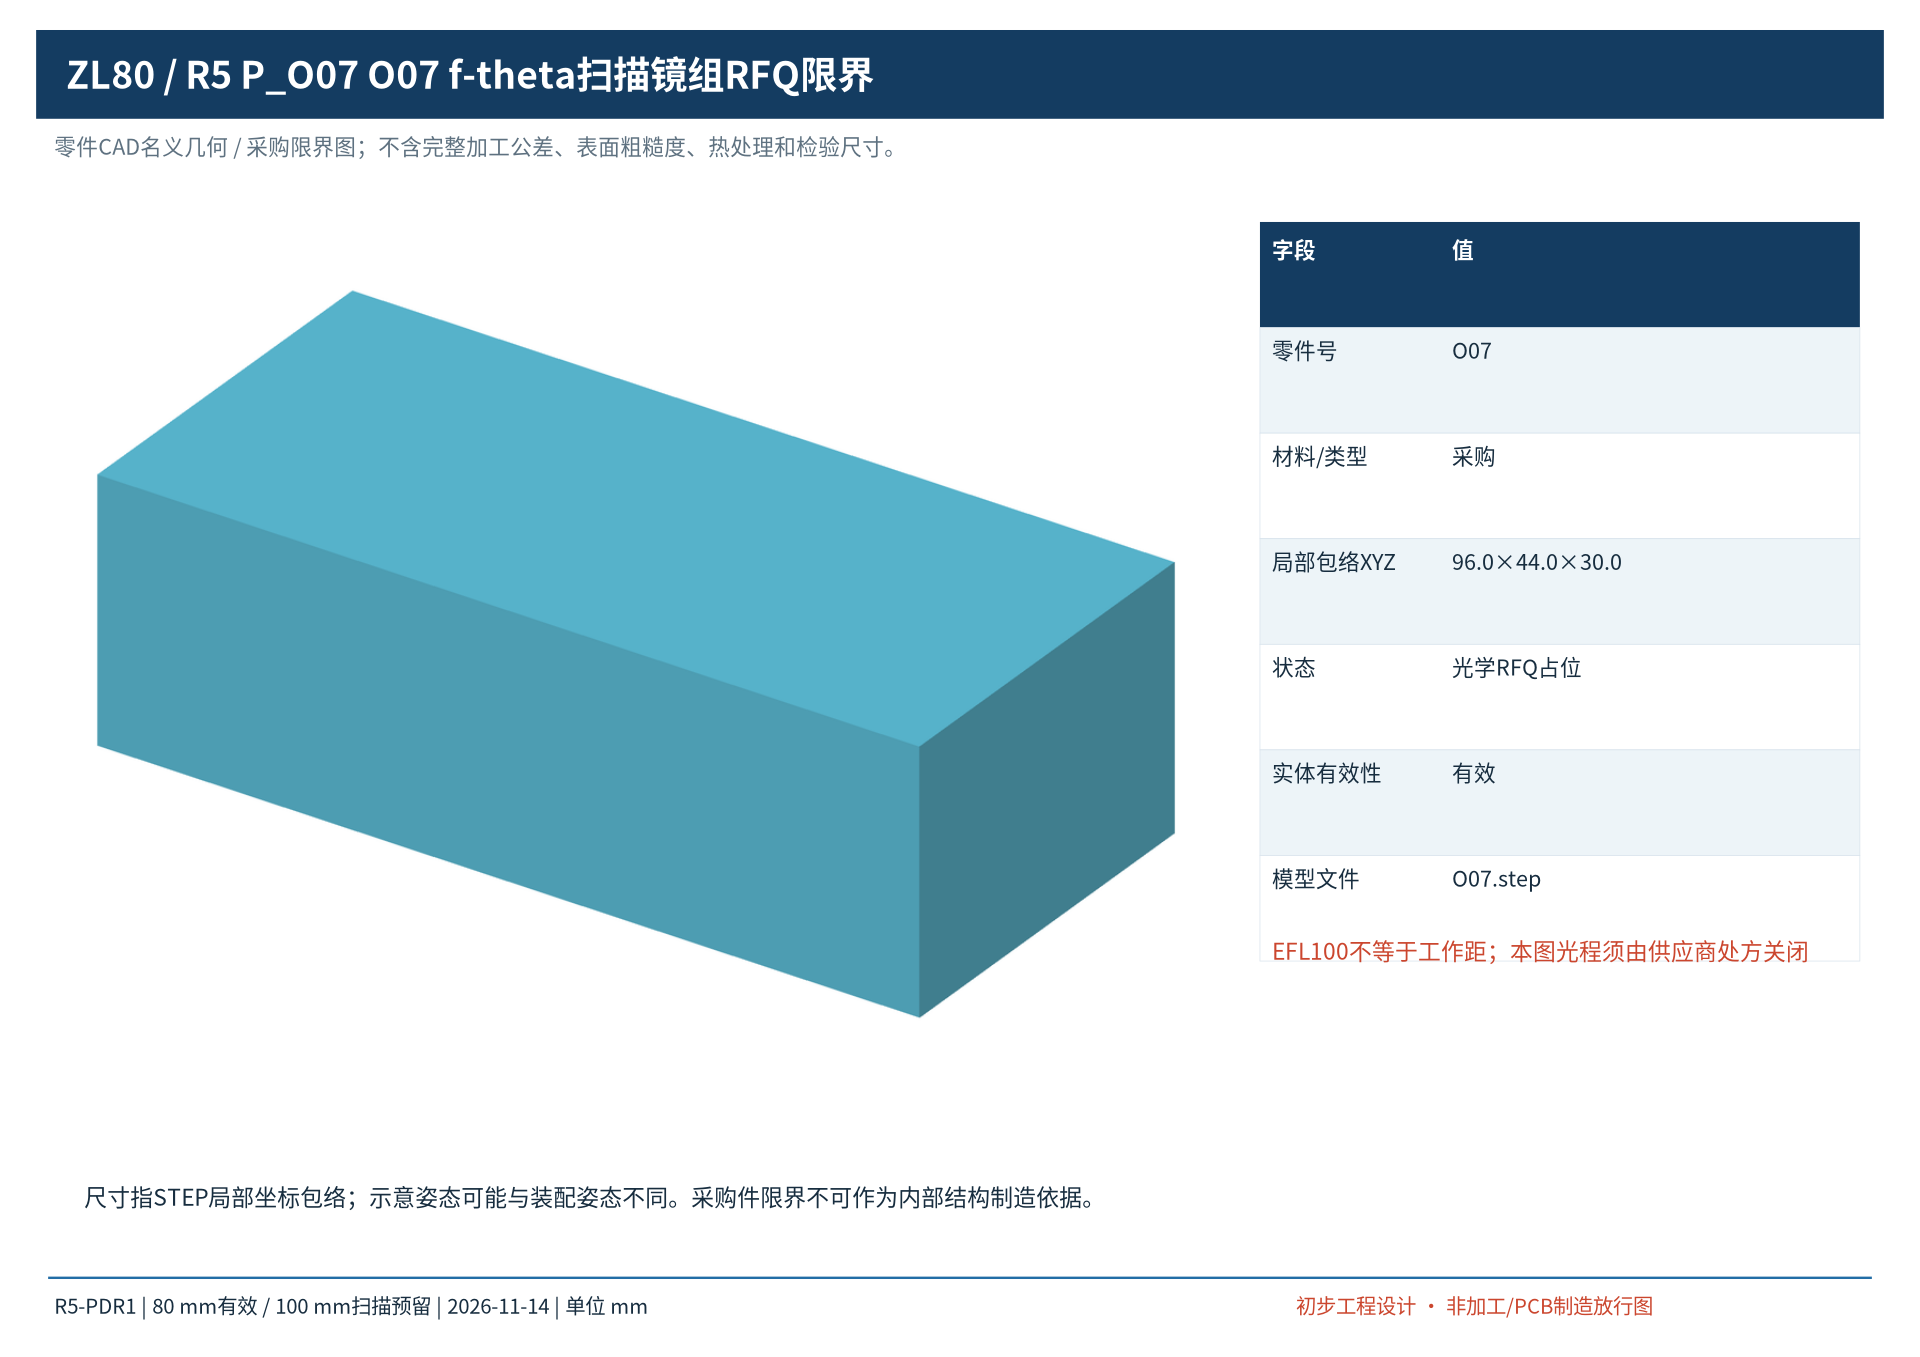 ZL80 / R5 P_O07 O07 f-theta扫描镜组RFQ限界
零件CAD名义几何 / 采购限界图；不含完整加工公差、表面粗糙度、热处理和检验尺寸。
字段 值
零件号 O07
材料/类型 采购
局部包络XYZ 96.0×44.0×30.0
状态 光学RFQ占位
实体有效性 有效
模型文件 O07.step
EFL100不等于工作距；本图光程须由供应商处方关闭
尺寸指STEP局部坐标包络；示意姿态可能与装配姿态不同。采购件限界不可作为内部结构制造依据。
R5-PDR1 | 80 mm有效 / 100 mm扫描预留 | 2026-11-14 | 单位 mm
初步工程设计 · 非加工/PCB制造放行图